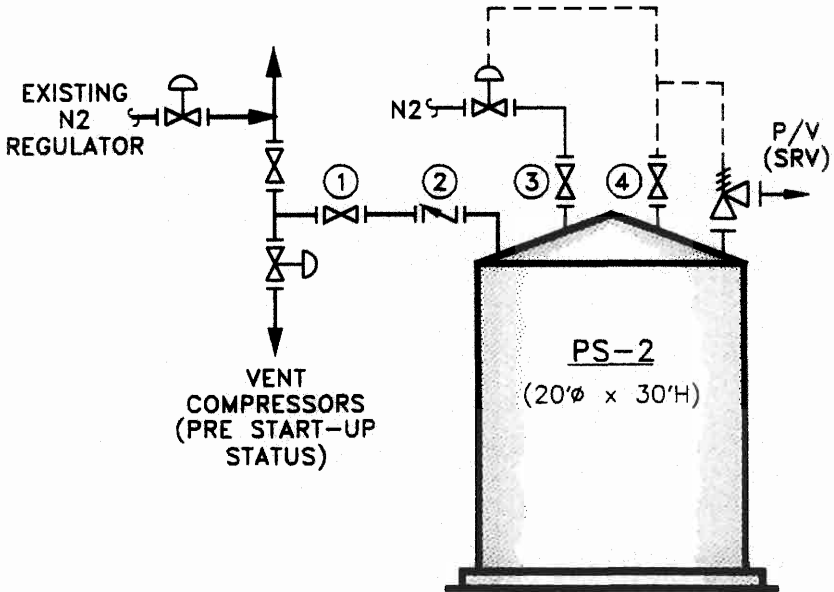 EXISTING
N2
REGULATOR
N2
P/V
(SRV)
1
2
3
4
PS-2
(20'ø x 30'H)
VENT
COMPRESSORS
(PRE START-UP
STATUS)